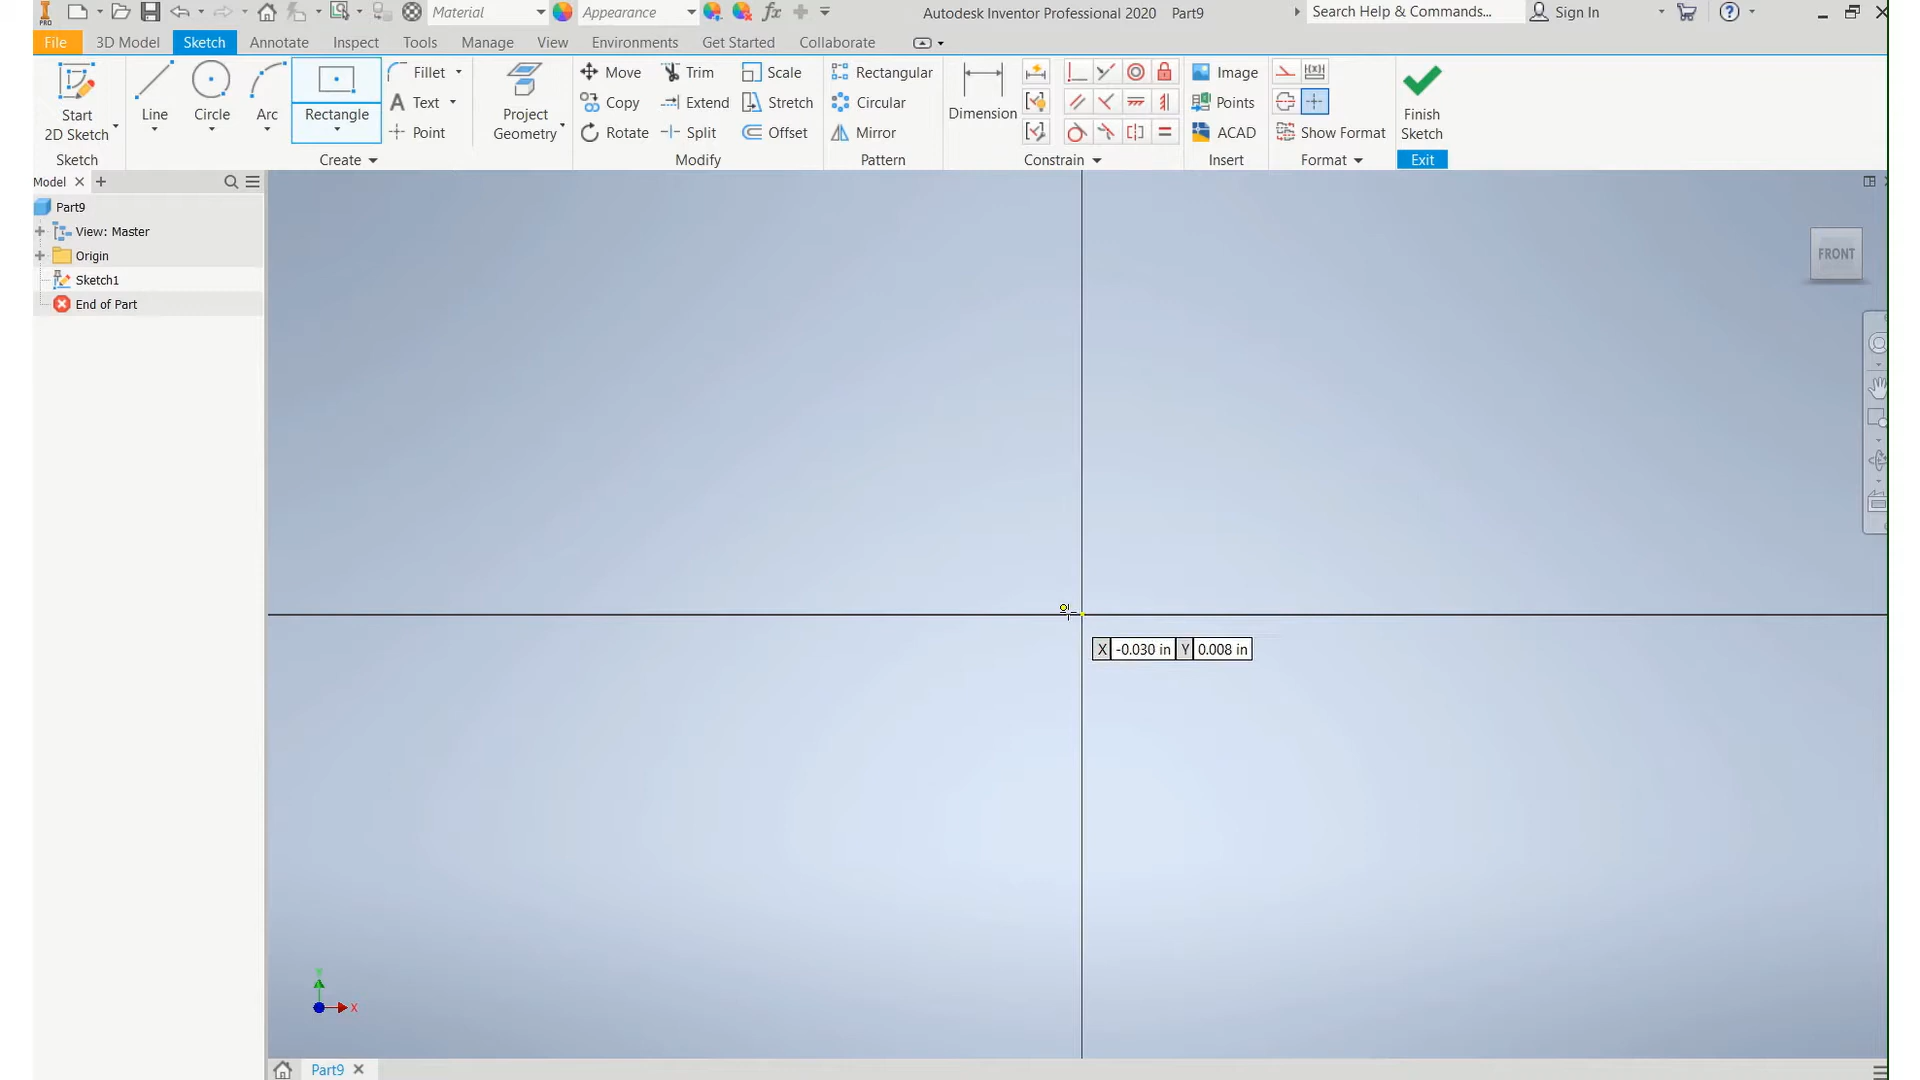 Material
Appearance
fx
Autodesk Inventor Professional 2020 Part9
Search Help & Commands...
Sign In
PRO
File
3D Model
Sketch
Annotate
Inspect
Tools
Manage
View
Environments
Get Started
Collaborate
Start
2D Sketch
Line
Circle
Arc
Rectangle
Fillet
Text
Point
Project
Geometry
Move
Copy
Rotate
Trim
Extend
Split
Scale
Stretch
Offset
Rectangular
Circular
Mirror
Dimension
Image
Points
ACAD
Show Format
Finish
Sketch
Sketch
Create
Modify
Pattern
Constrain
Insert
Format
Exit
Model
Part9
View: Master
Origin
Sketch1
End of Part
FRONT
X -0.030 in Y 0.008 in
Y
X
Part9